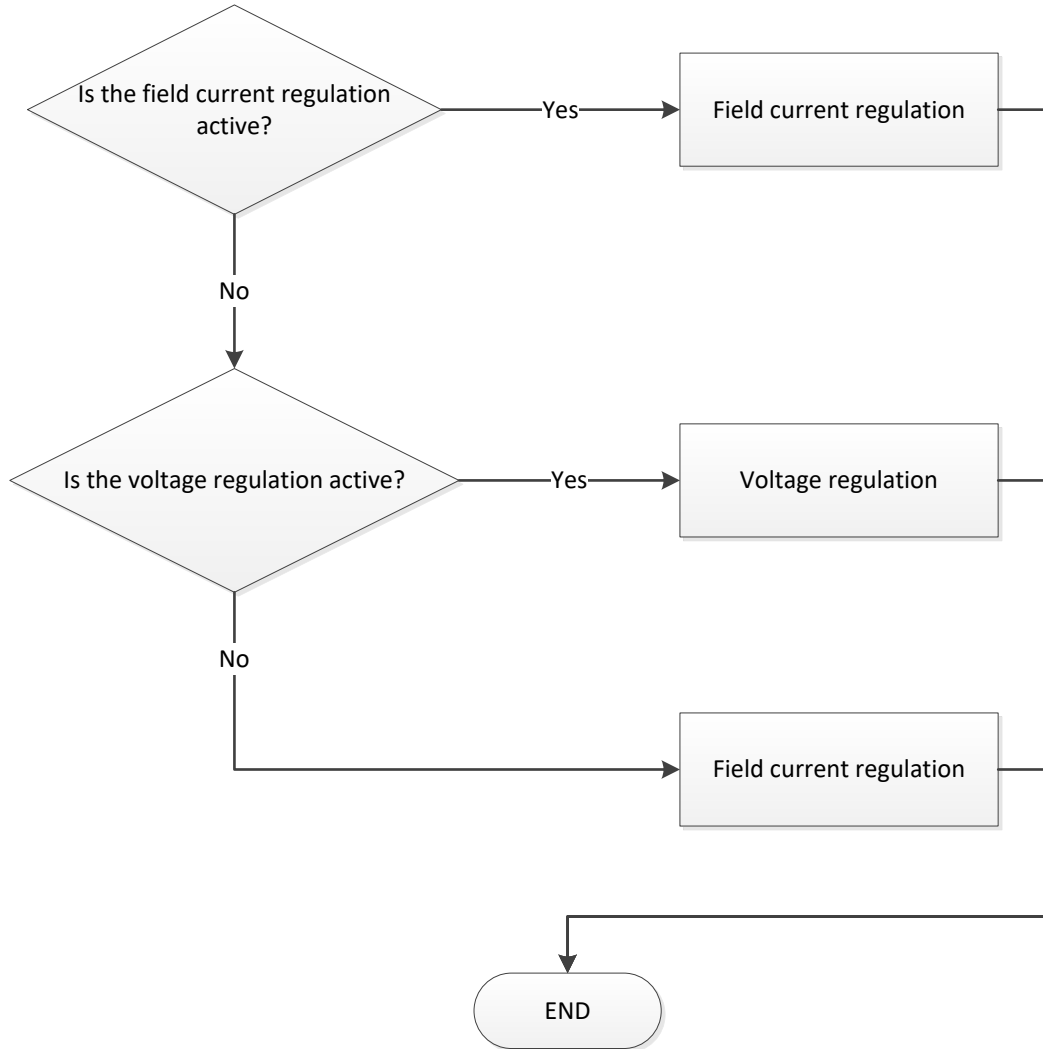 Is the field current regulation
active?
Yes
Field current regulation
No
Is the voltage regulation active?
Yes
Voltage regulation
No
Field current regulation
END